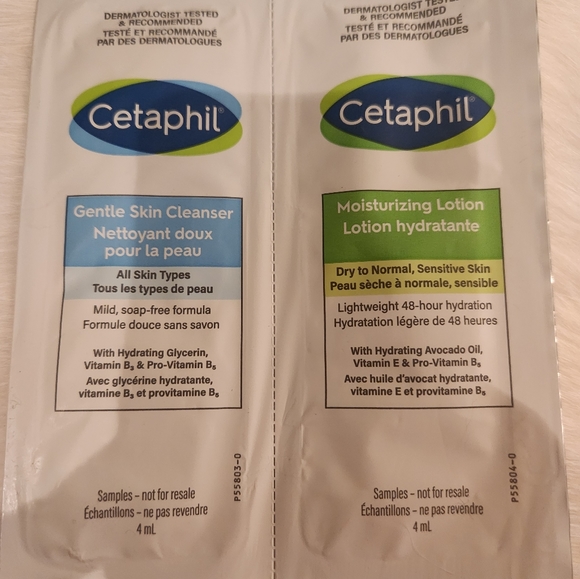 DERMATOLOGIST TESTED
& RECOMMENDED
TESTÉ ET RECOMMANDÉ
PAR DES DERMATOLOGUES
Cetaphil®
Gentle Skin Cleanser
Nettoyant doux
pour la peau
All Skin Types
Tous les types de peau
Mild, soap-free formula
Formule douce sans savon
With Hydrating Glycerin,
Vitamin B₃ & Pro-Vitamin B₅
Avec glycérine hydratante,
vitamine B₃ et provitamine B₅
P55803-0
Samples – not for resale
Échantillons – ne pas revendre
4 mL
DERMATOLOGIST TESTED
& RECOMMENDED
TESTÉ ET RECOMMANDÉ
PAR DES DERMATOLOGUES
Cetaphil®
Moisturizing Lotion
Lotion hydratante
Dry to Normal, Sensitive Skin
Peau sèche à normale, sensible
Lightweight 48-hour hydration
Hydratation légère de 48 heures
With Hydrating Avocado Oil,
Vitamin E & Pro-Vitamin B₅
Avec huile d'avocat hydratante,
vitamine E et provitamine B₅
P55804-0
Samples – not for resale
Échantillons – ne pas revendre
4 mL